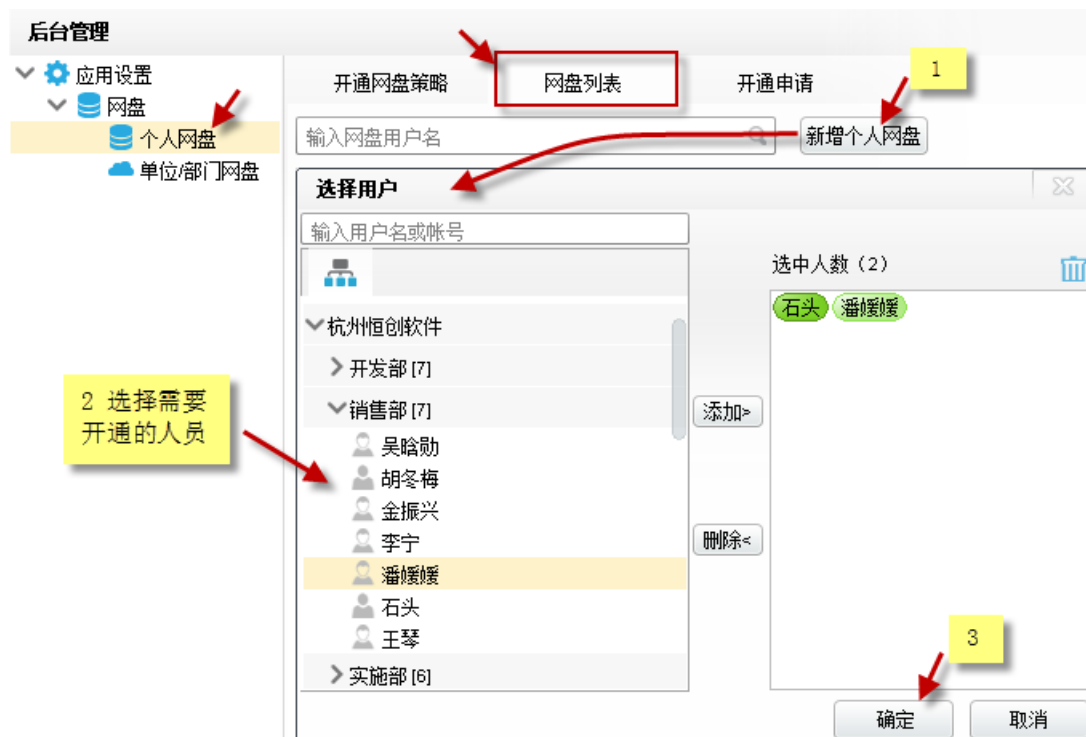 后台管理
应用设置
网盘
个人网盘
单位/部门网盘
开通网盘策略
网盘列表
开通申请
1
输入网盘用户名
新增个人网盘
选择用户
输入用户名或帐号
选中人数（2）
石头
潘媛媛
杭州恒创软件
开发部 [7]
销售部 [7]
吴晗勋
胡冬梅
金振兴
李宁
潘媛媛
石头
王琴
实施部 [6]
2 选择需要
开通的人员
添加>
删除<
3
确定
取消